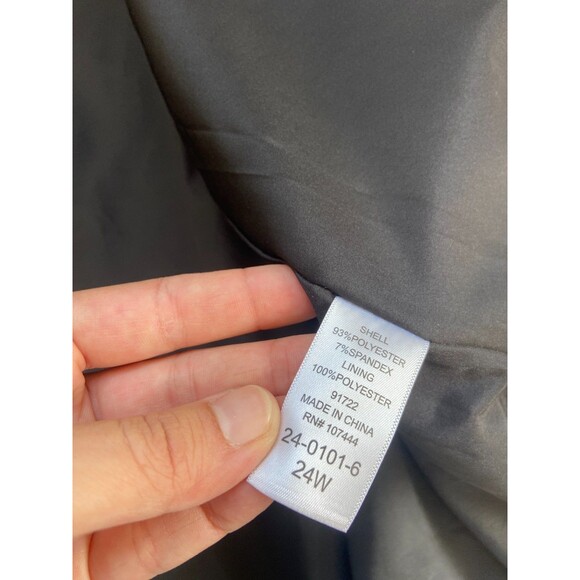 SHELL
93%POLYESTER
7%SPANDEX
LINING
100%POLYESTER
91722
MADE IN CHINA
RN# 107444
24-0101-6
24W